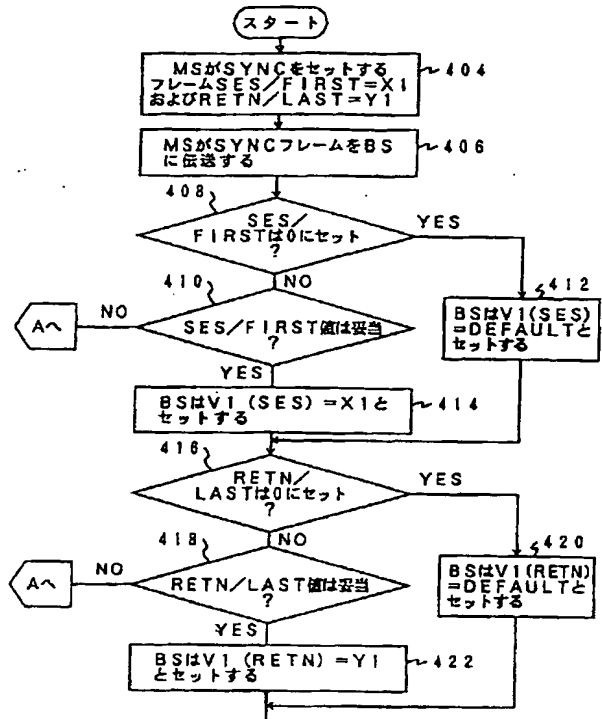 スタート
MSがSYNCをセットする
フレームSES/FIRST=X1
およびRETN/LAST=Y1
404
MSがSYNCフレームをBS
に伝送する
406
408
SES/
FIRSTは0にセット
?
YES
NO
410
SES/FIRST値は妥当
?
NO
Aへ
YES
412
BSはV1(SES)
=DEFAULTと
セットする
BSはV1(SES)=X1と
セットする
414
416
RETN/
LASTは0にセット
?
YES
NO
418
RETN/LAST値は妥当
?
NO
Aへ
YES
420
BSはV1(RETN)
=DEFAULTと
セットする
BSはV1(RETN)=Y1
とセットする
422